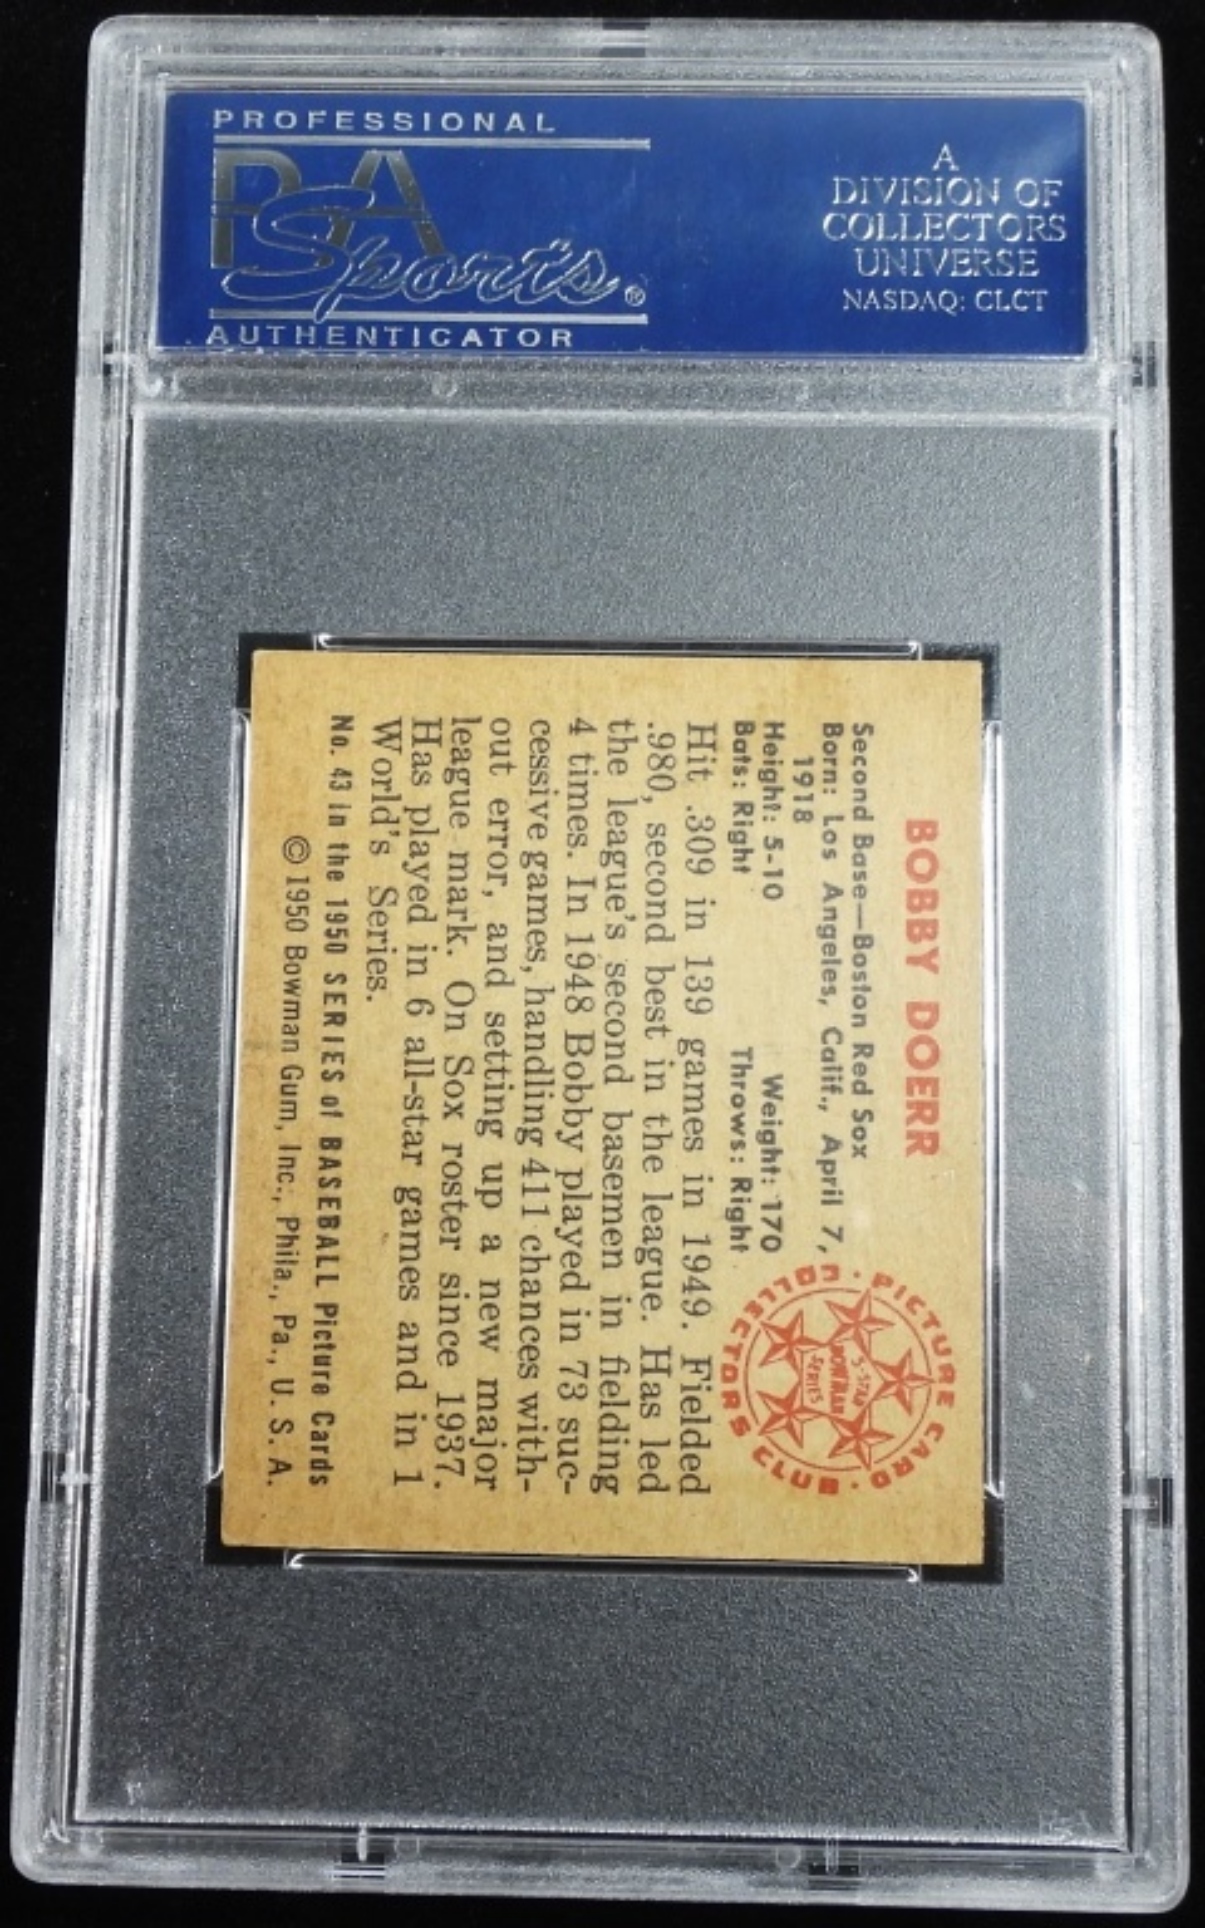 PROFESSIONAL
PSA
Sports®
AUTHENTICATOR
A
DIVISION OF
COLLECTORS
UNIVERSE
NASDAQ: CLCT
BOBBY DOERR
Second Base—Boston Red Sox
Born: Los Angeles, Calif., April 7,
1918
Height: 5-10 Weight: 170
Bats: Right Throws: Right
PICTURE CARD · COLLECTORS CLUB ·
5-STAR
BOWMAN
SERIES
Hit .309 in 139 games in 1949. Fielded
.980, second best in the league. Has led
the league's second basemen in fielding
4 times. In 1948 Bobby played in 73 suc-
cessive games, handling 411 chances with-
out error, and setting up a new major
league mark. On Sox roster since 1937.
Has played in 6 all-star games and in 1
World's Series.
No. 43 in the 1950 SERIES of BASEBALL Picture Cards
©1950 Bowman Gum, Inc., Phila., Pa., U. S. A.